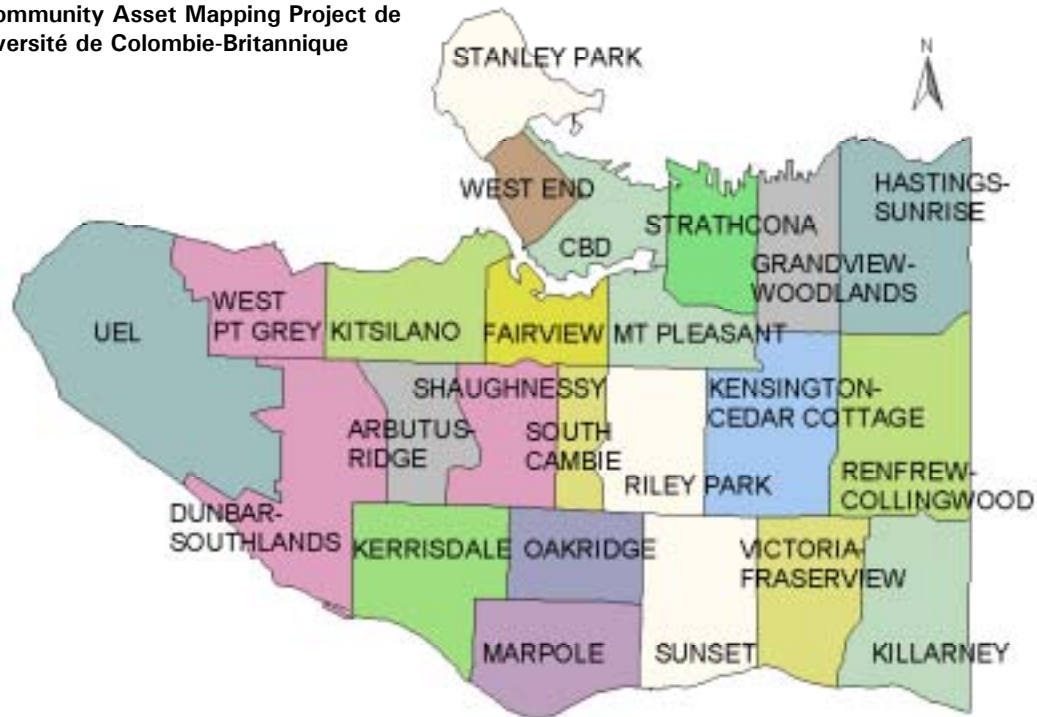 ommunity Asset Mapping Project de
versité de Colombie-Britannique
STANLEY PARK
N
WEST END
HASTINGS-
SUNRISE
STRATHCONA
CBD
GRANDVIEW-
WOODLANDS
WEST
PT GREY
UEL
KITSILANO
FAIRVIEW
MT PLEASANT
SHAUGHNESSY
KENSINGTON-
CEDAR COTTAGE
ARBUTUS-
RIDGE
SOUTH
CAMBIE
RILEY PARK
RENFREW-
COLLINGWOOD
DUNBAR-
SOUTHLANDS
KERRISDALE
OAKRIDGE
VICTORIA-
FRASERVIEW
MARPOLE
SUNSET
KILLARNEY